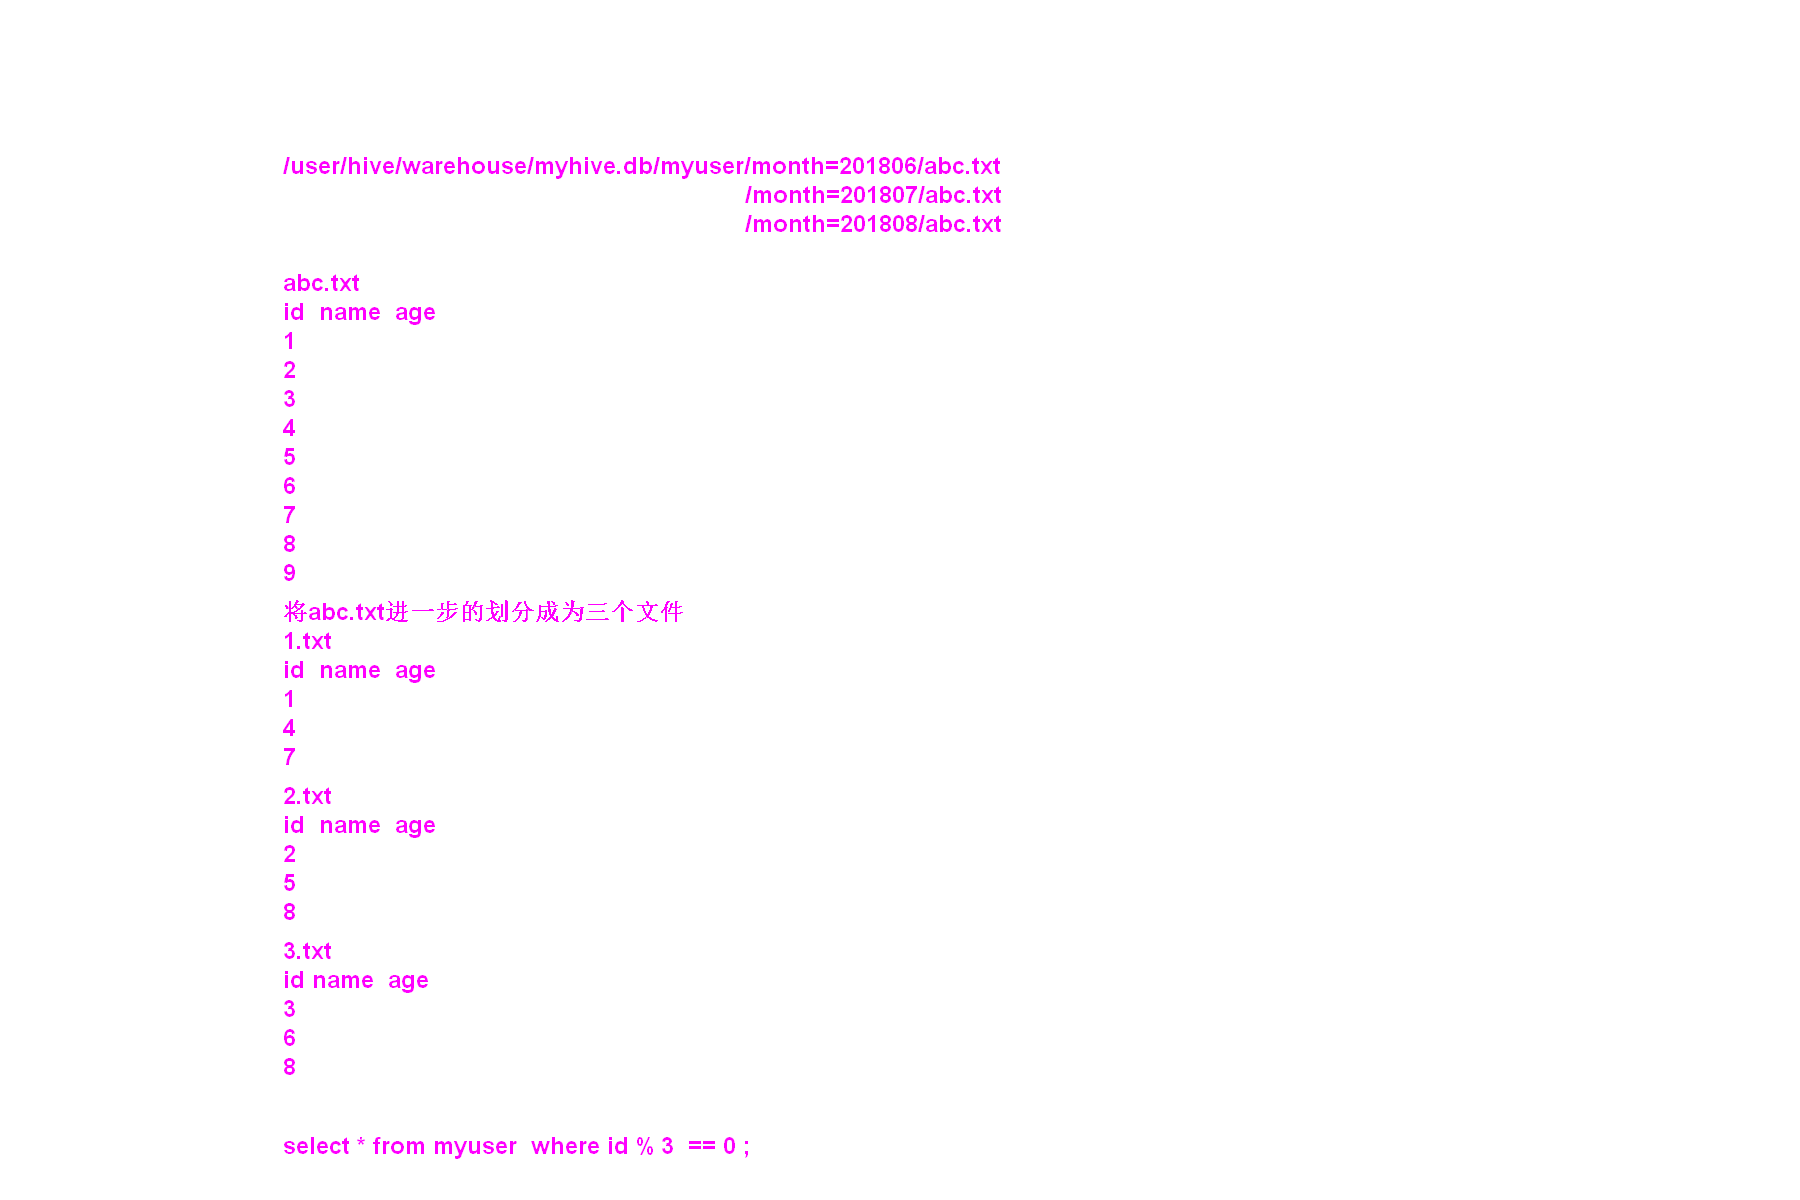 /user/hive/warehouse/myhive.db/myuser/month=201806/abc.txt
/month=201807/abc.txt
/month=201808/abc.txt
abc.txt
id  name  age
1
2
3
4
5
6
7
8
9
将abc.txt进一步的划分成为三个文件
1.txt
id  name  age
1
4
7
2.txt
id  name  age
2
5
8
3.txt
id name  age
3
6
8
select * from myuser  where id % 3  == 0 ;